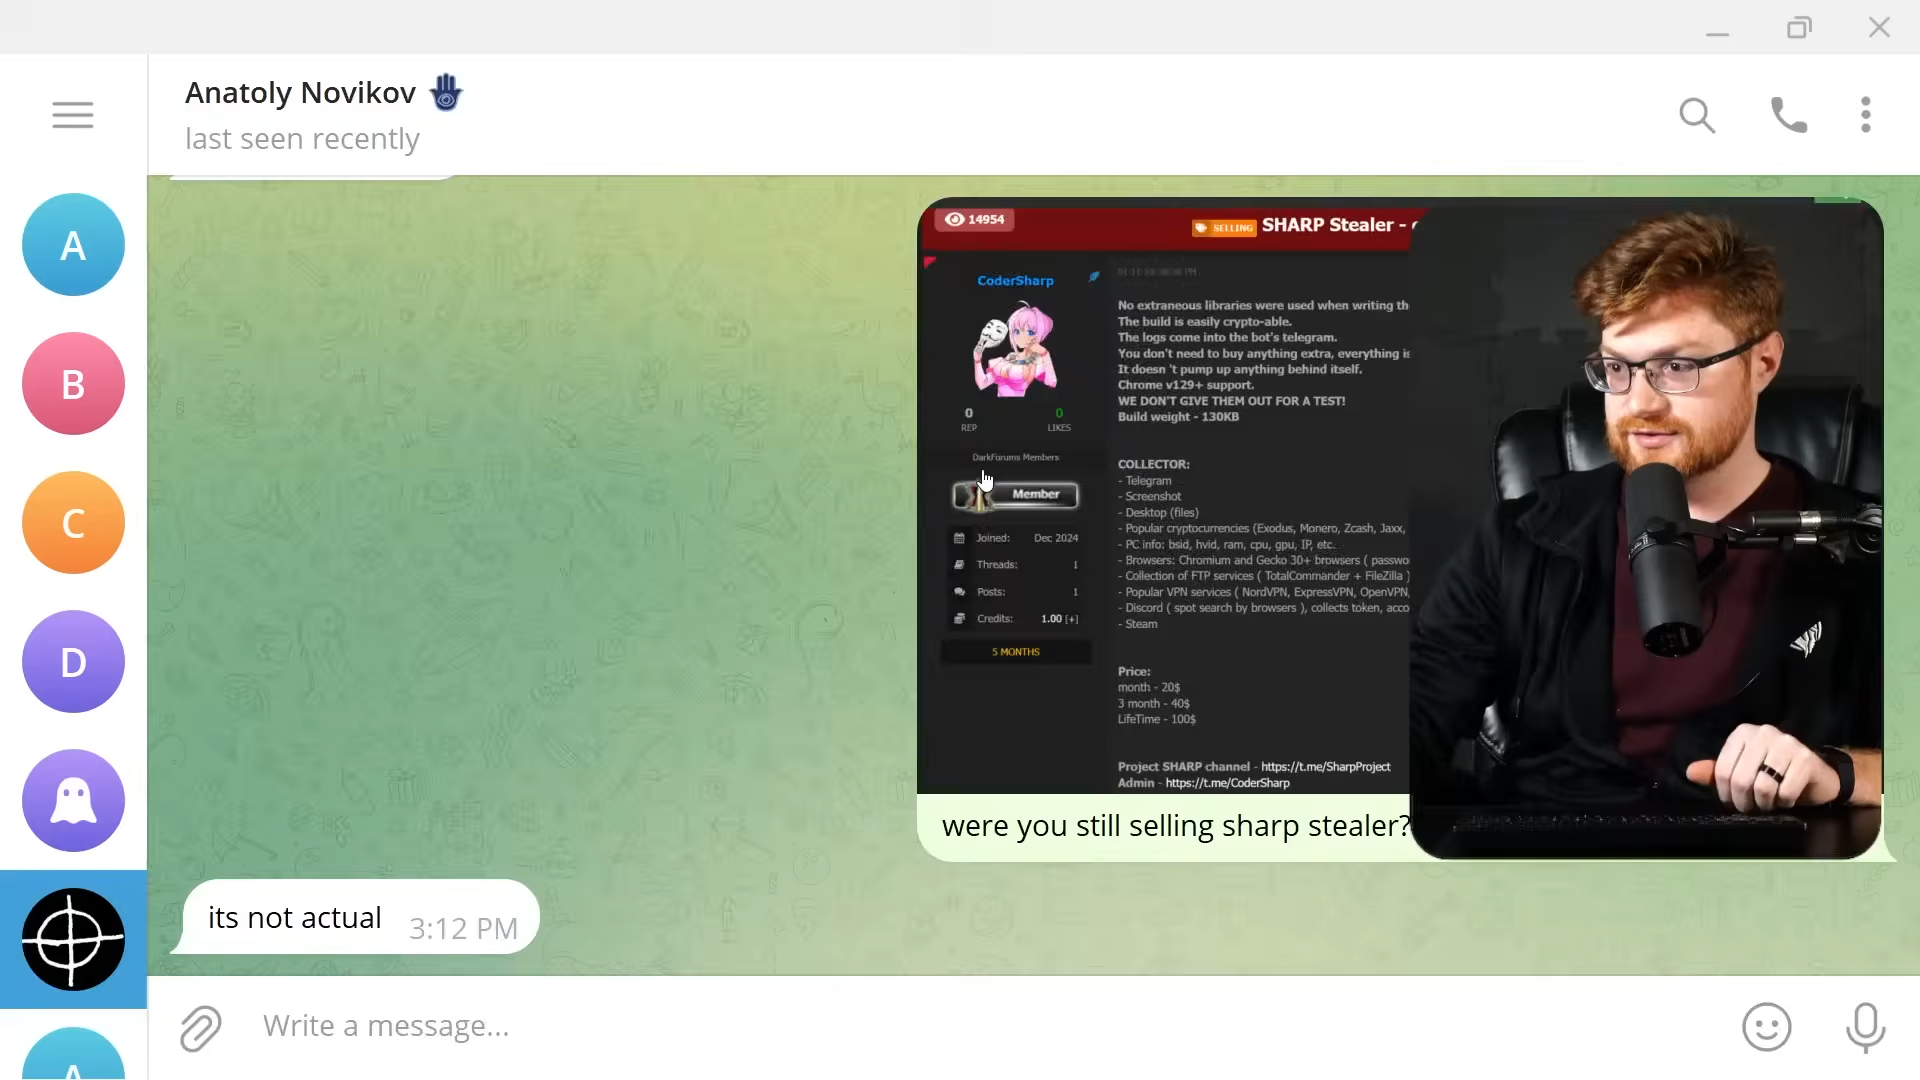 Anatoly Novikov
last seen recently
A
B
C
D
A
14954
SELLING SHARP Stealer -
CoderSharp
0
REP
0
LIKES
DarkForums Members
Member
Joined: Dec 2024
Threads: 1
Posts: 1
Credits: 1.00 [+]
5 MONTHS
No extraneous libraries were used when writing th
The build is easily crypto-able.
The logs come into the bot's telegram.
You don't need to buy anything extra, everything is
It doesn 't pump up anything behind itself.
Chrome v129+ support.
WE DON'T GIVE THEM OUT FOR A TEST!
Build weight - 130KB
COLLECTOR:
- Telegram
- Screenshot
- Desktop (files)
- Popular cryptocurrencies (Exodus, Monero, Zcash, Jaxx,
- PC info: bsid, hvid, ram, cpu, gpu, IP, etc.
- Browsers: Chromium and Gecko 30+ browsers ( passwo
- Collection of FTP services ( TotalCommander + FileZilla )
- Popular VPN services ( NordVPN, ExpressVPN, OpenVPN,
- Discord ( spot search by browsers ), collects token, acco
- Steam
Price:
month - 20$
3 month - 40$
LifeTime - 100$
Project SHARP channel - https://t.me/SharpProject
Admin - https://t.me/CoderSharp
were you still selling sharp stealer?
its not actual 3:12 PM
Write a message...